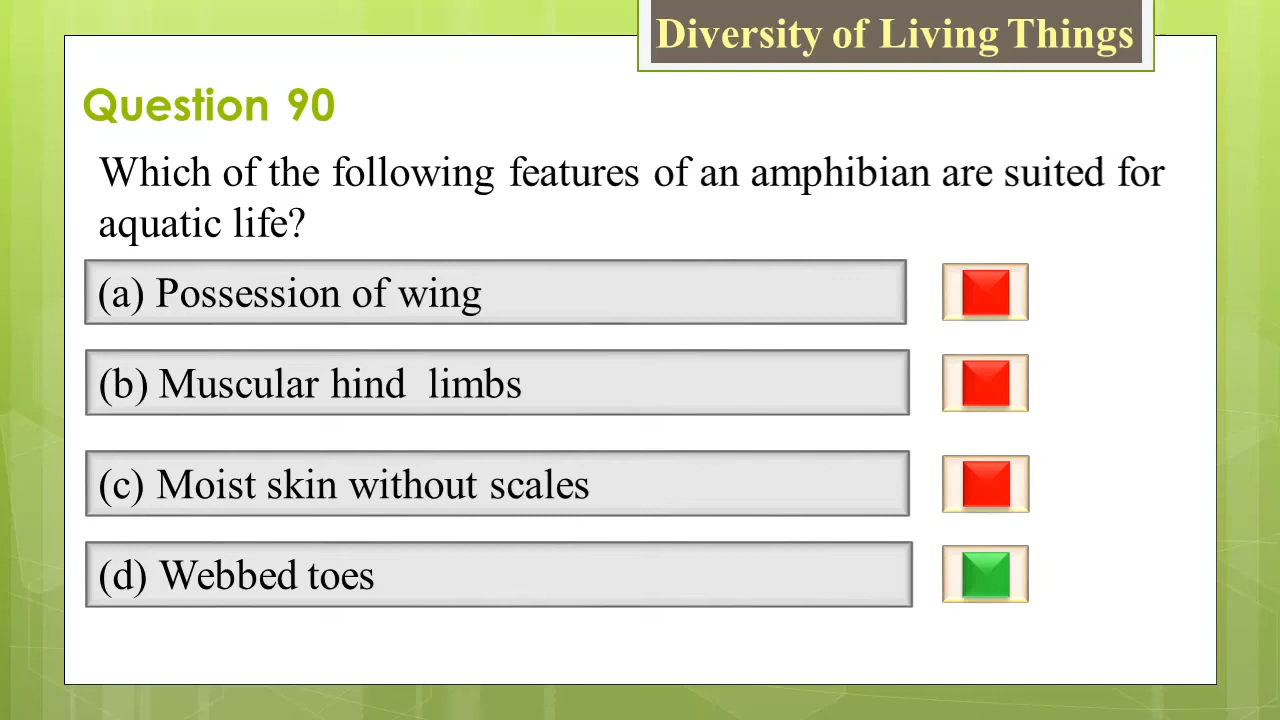 Diversity of Living Things
Question 90
Which of the following features of an amphibian are suited for
aquatic life?
(a) Possession of wing
(b) Muscular hind limbs
(c) Moist skin without scales
(d) Webbed toes